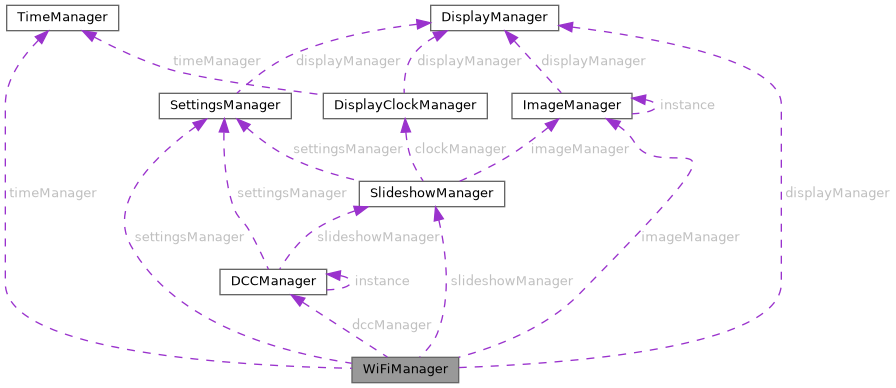 TimeManager
DisplayManager
timeManager
displayManager
displayManager
displayManager
SettingsManager
DisplayClockManager
ImageManager
instance
settingsManager
clockManager
imageManager
timeManager
settingsManager
SlideshowManager
displayManager
settingsManager
slideshowManager
imageManager
DCCManager
instance
slideshowManager
dccManager
WiFiManager